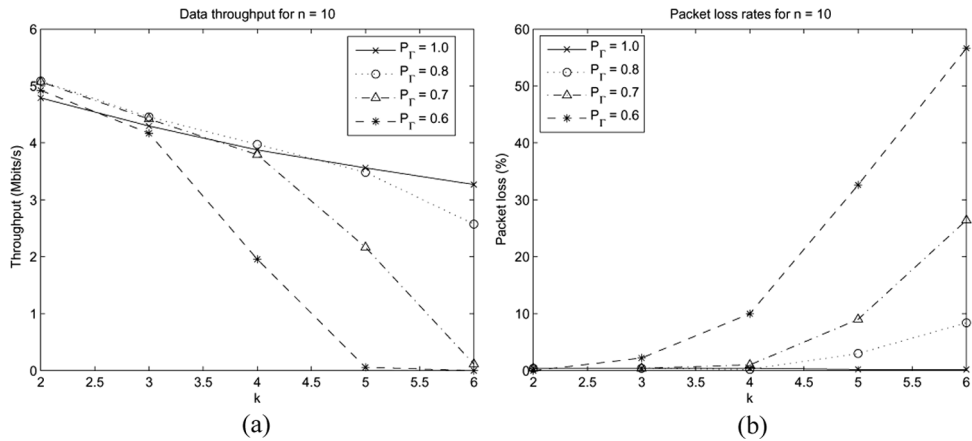 Data throughput for n = 10
6
5
4
3
2
1
0
Throughput (Mbits/s)
P_Γ = 1.0
P_Γ = 0.8
P_Γ = 0.7
P_Γ = 0.6
2 2.5 3 3.5 4 4.5 5 5.5 6
k
(a)
Packet loss rates for n = 10
60
50
40
30
20
10
0
Packet loss (%)
P_Γ = 1.0
P_Γ = 0.8
P_Γ = 0.7
P_Γ = 0.6
2 2.5 3 3.5 4 4.5 5 5.5 6
k
(b)